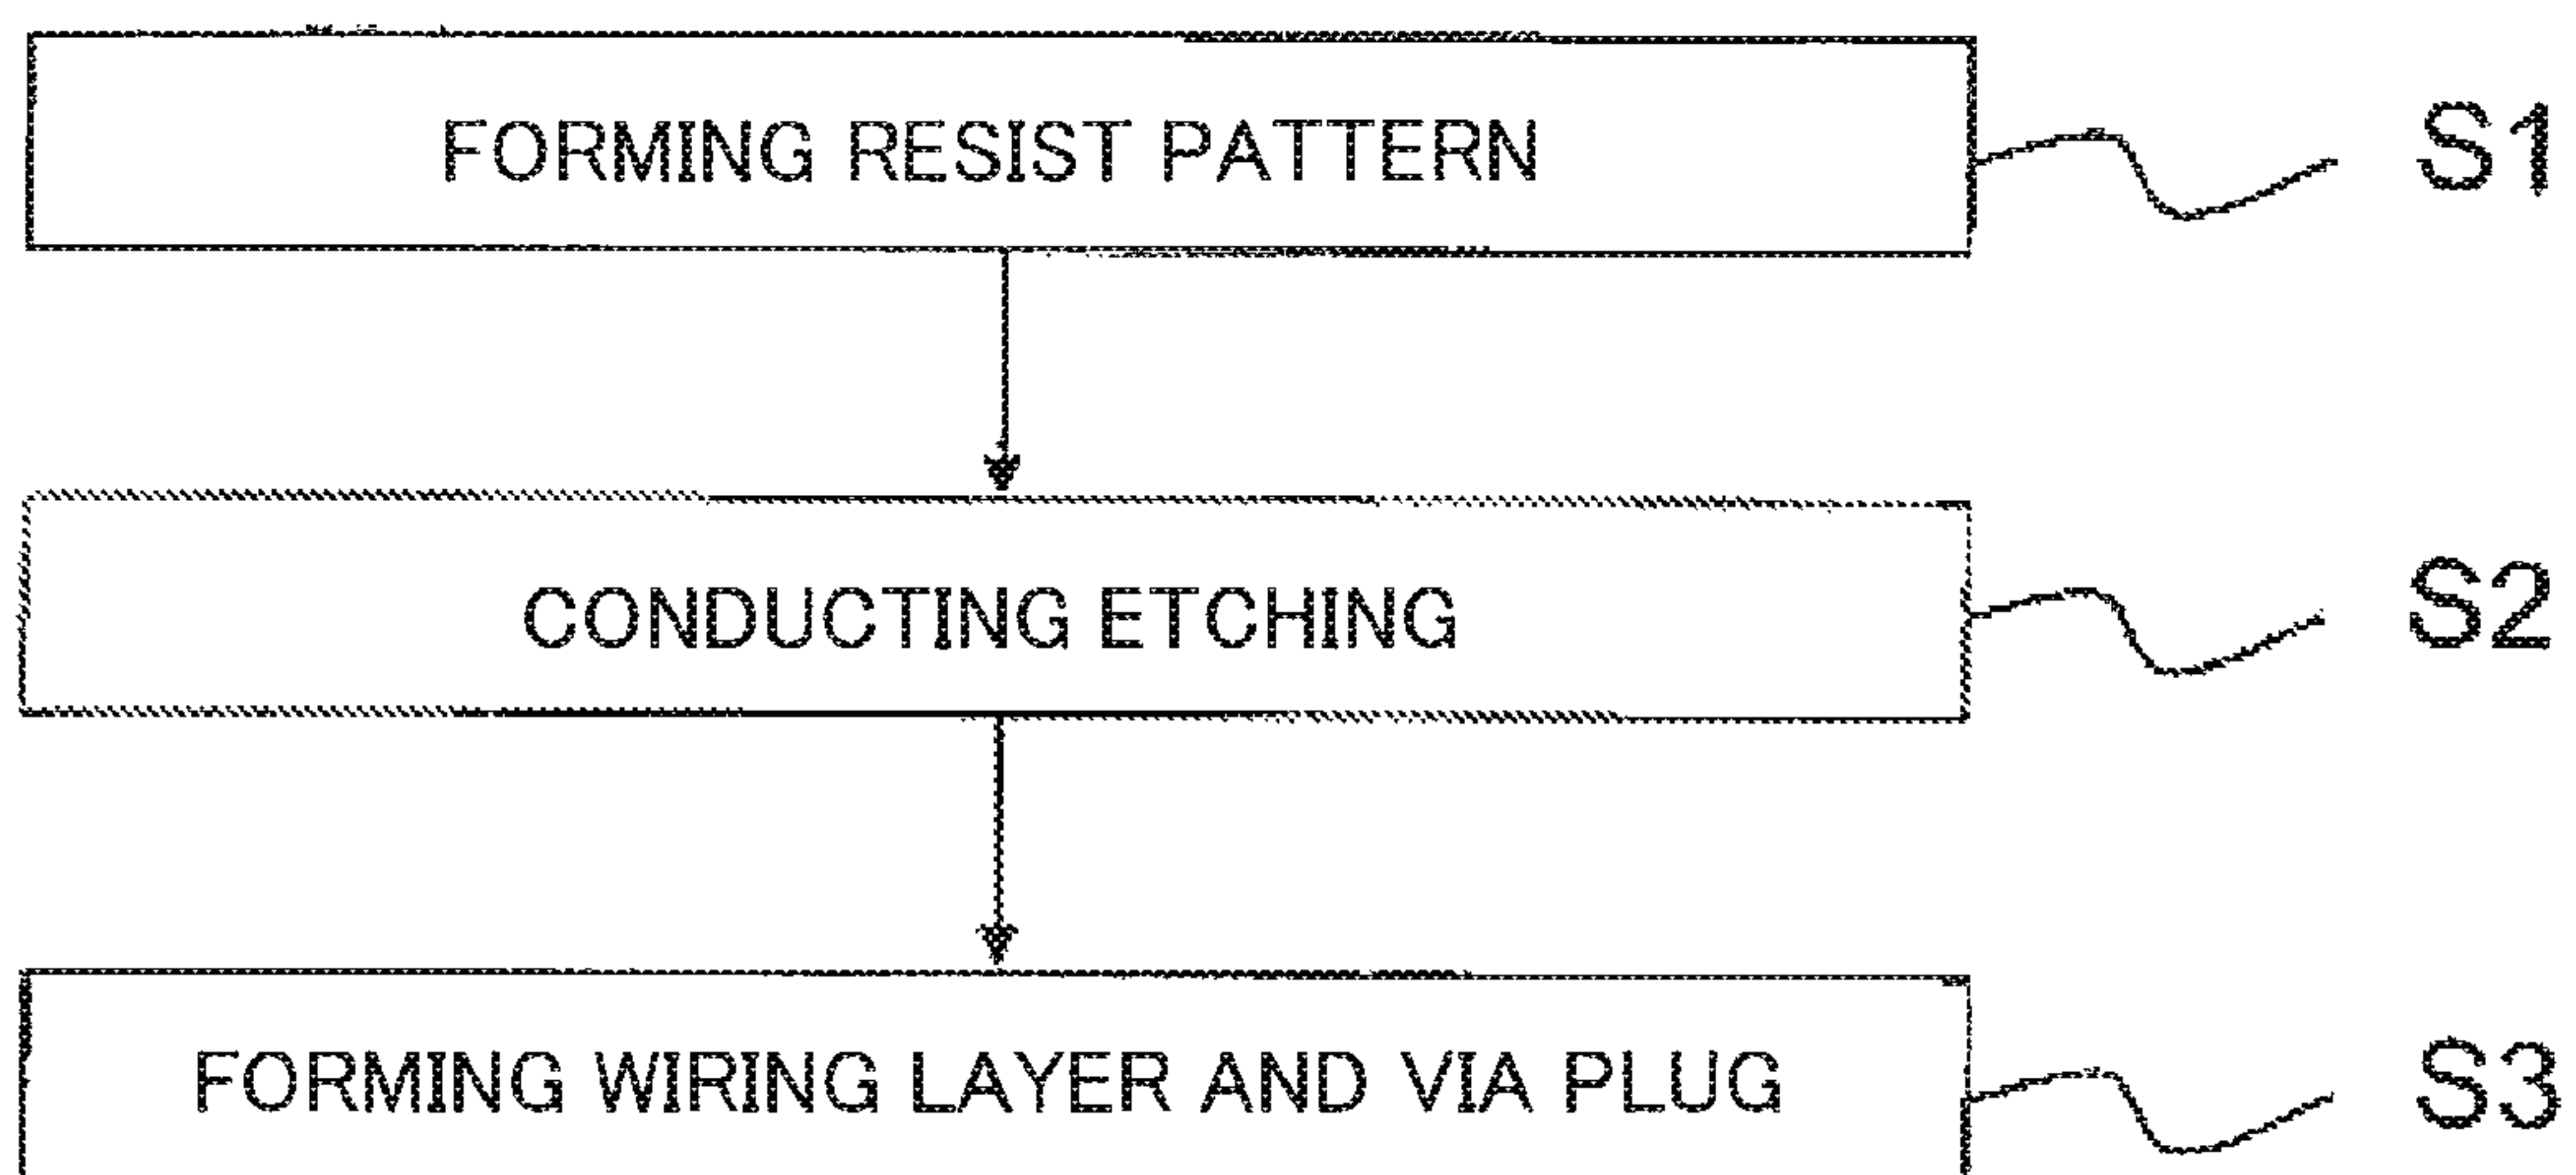 FORMING RESIST PATTERN S1
CONDUCTING ETCHING S2
FORMING WIRING LAYER AND VIA PLUG S3